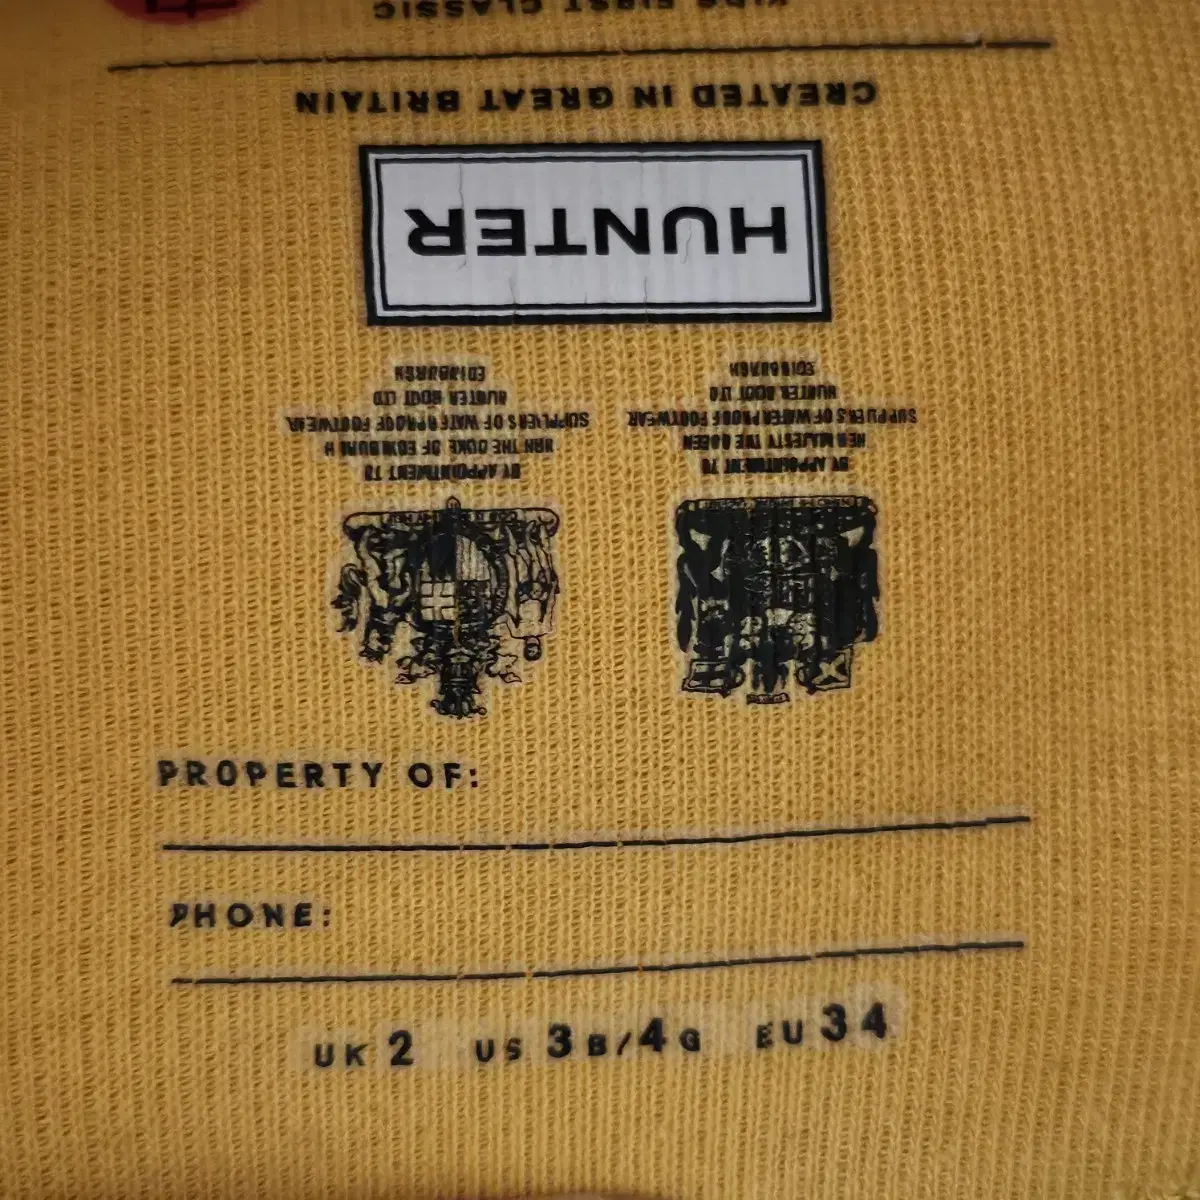 KIDS FIRST CLASSIC
CREATED IN GREAT BRITAIN
HUNTER
EDINBURGH
HUNTER BOOT LTD
SUPPLIERS OF WATERPROOF FOOTWEAR
HER MAJESTY THE QUEEN
BY APPOINTMENT TO
EDINBURGH
HUNTER BOOT LTD
SUPPLIERS OF WATERPROOF FOOTWEAR
HRH THE DUKE OF EDINBURGH
BY APPOINTMENT TO
PROPERTY OF:
PHONE:
UK 2 US 3 B/4 G EU 34